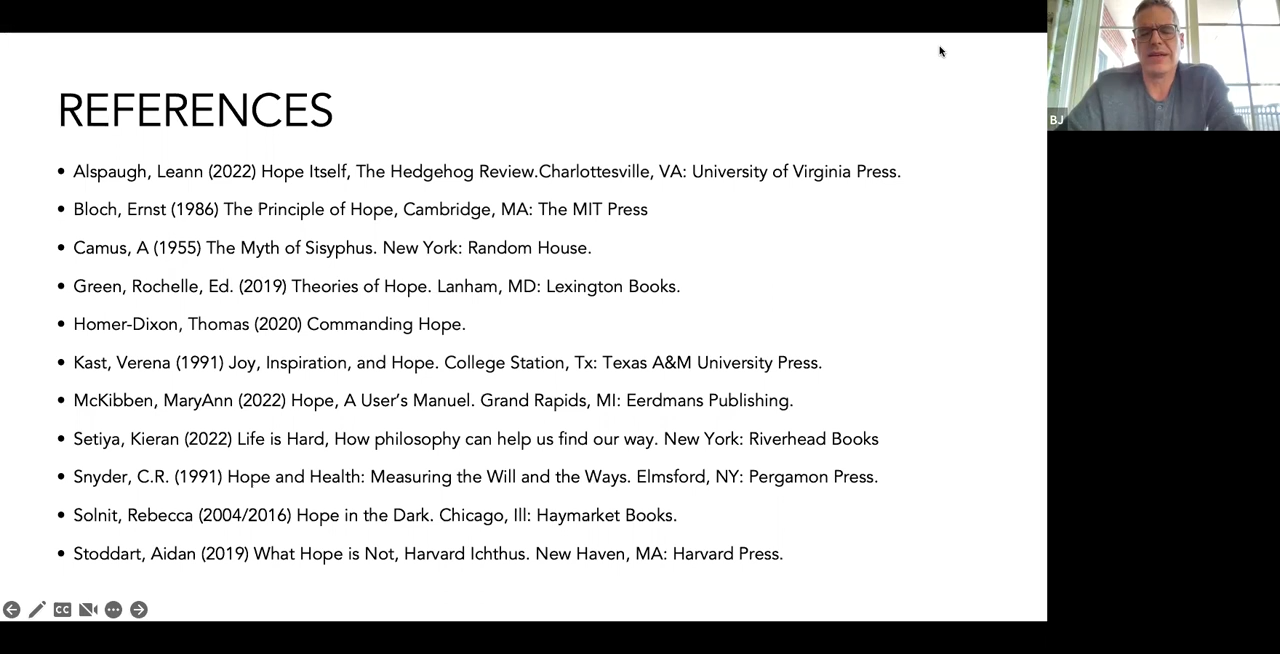 REFERENCES
• Alspaugh, Leann (2022) Hope Itself, The Hedgehog Review.Charlottesville, VA: University of Virginia Press.
• Bloch, Ernst (1986) The Principle of Hope, Cambridge, MA: The MIT Press
• Camus, A (1955) The Myth of Sisyphus. New York: Random House.
• Green, Rochelle, Ed. (2019) Theories of Hope. Lanham, MD: Lexington Books.
• Homer-Dixon, Thomas (2020) Commanding Hope.
• Kast, Verena (1991) Joy, Inspiration, and Hope. College Station, Tx: Texas A&M University Press.
• McKibben, MaryAnn (2022) Hope, A User’s Manuel. Grand Rapids, MI: Eerdmans Publishing.
• Setiya, Kieran (2022) Life is Hard, How philosophy can help us find our way. New York: Riverhead Books
• Snyder, C.R. (1991) Hope and Health: Measuring the Will and the Ways. Elmsford, NY: Pergamon Press.
• Solnit, Rebecca (2004/2016) Hope in the Dark. Chicago, Ill: Haymarket Books.
• Stoddart, Aidan (2019) What Hope is Not, Harvard Ichthus. New Haven, MA: Harvard Press.
CC
BJ